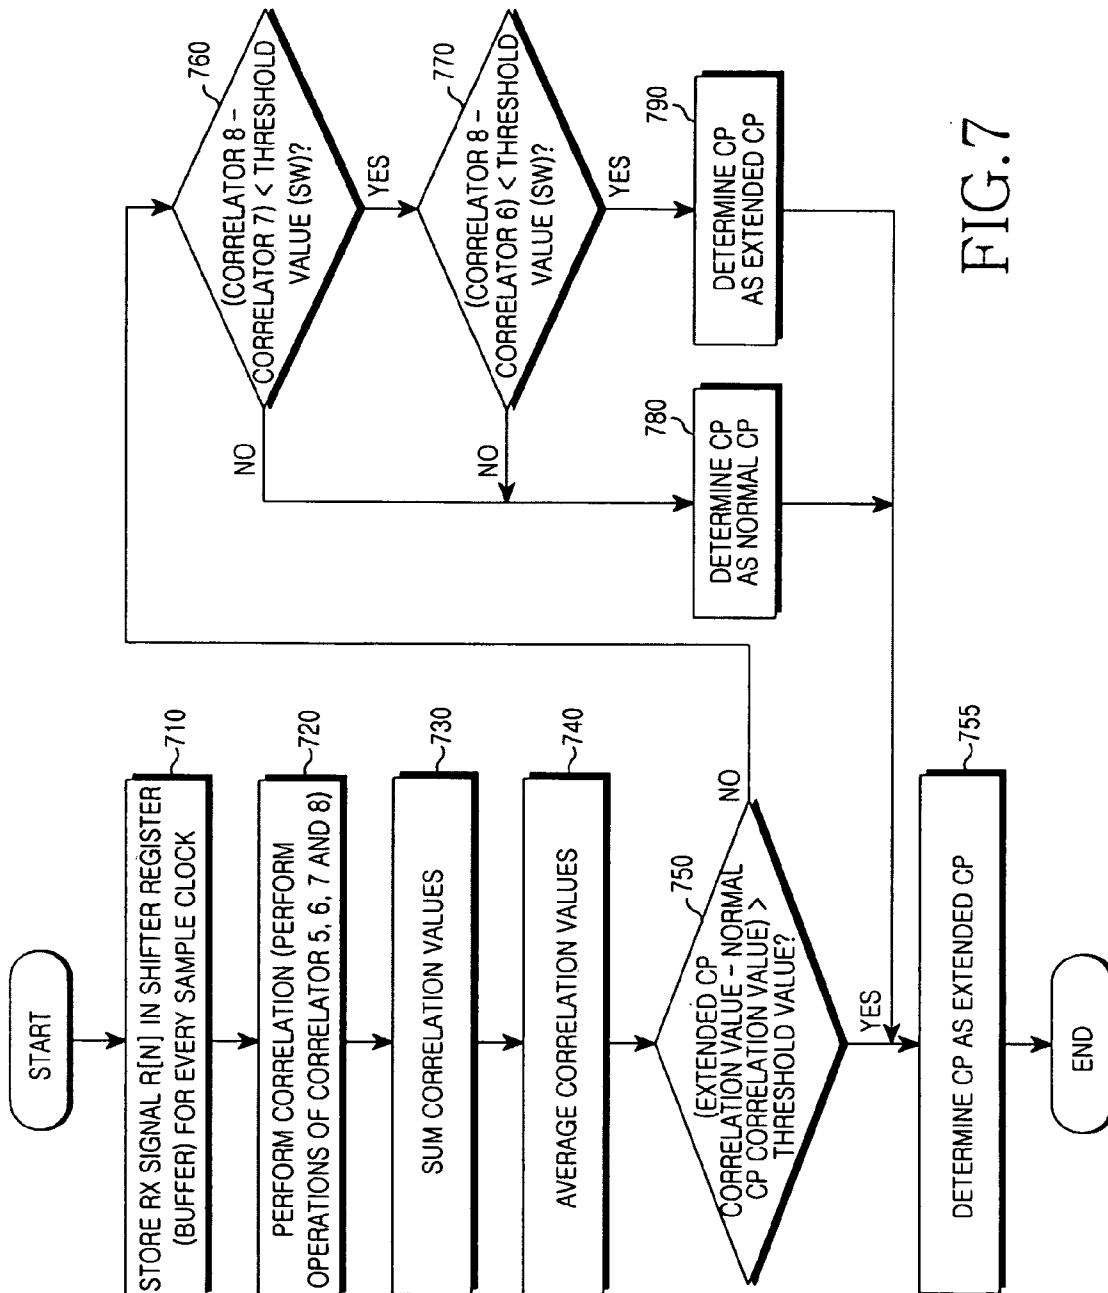 START
STORE RX SIGNAL R[N] IN SHIFTER REGISTER
(BUFFER) FOR EVERY SAMPLE CLOCK
710
PERFORM CORRELATION (PERFORM
OPERATIONS OF CORRELATOR 5, 6, 7 AND 8)
720
SUM CORRELATION VALUES
730
AVERAGE CORRELATION VALUES
740
(EXTENDED CP
CORRELATION VALUE - NORMAL
CP CORRELATION VALUE) >
THRESHOLD VALUE?
750
NO
YES
DETERMINE CP AS EXTENDED CP
755
END
(CORRELATOR 8 -
CORRELATOR 7) < THRESHOLD
VALUE (SW)?
760
NO
YES
(CORRELATOR 8 -
CORRELATOR 6) < THRESHOLD
VALUE (SW)?
770
NO
YES
DETERMINE CP
AS NORMAL CP
780
DETERMINE CP
AS EXTENDED CP
790
FIG.7